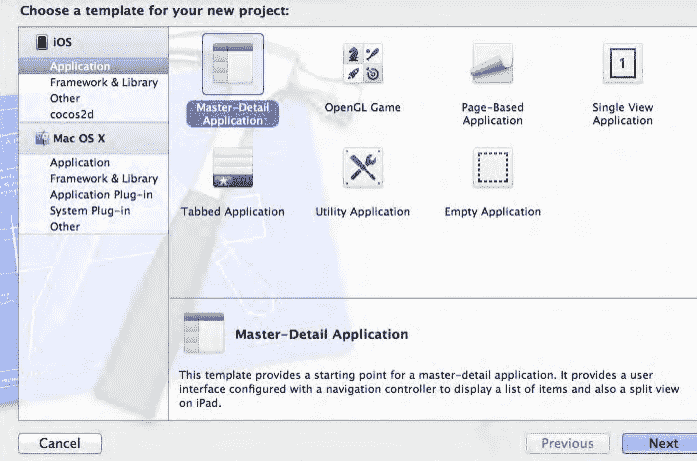 Choose a template for your new project:
iOS
Application
Framework & Library
Other
cocos2d
Mac OS X
Application
Framework & Library
Application Plug-in
System Plug-in
Other
Master-Detail
Application
OpenGL Game
Page-Based
Application
1
Single View
Application
Tabbed Application
Utility Application
Empty Application
Master-Detail Application
This template provides a starting point for a master-detail application. It provides a user
interface configured with a navigation controller to display a list of items and also a split view
on iPad.
Cancel
Previous
Next